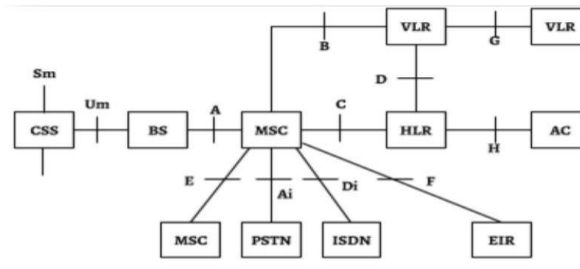 VLR
VLR
B
G
Sm
D
Um
A
C
CSS
BS
MSC
HLR
AC
H
E
Ai
Di
F
MSC
PSTN
ISDN
EIR